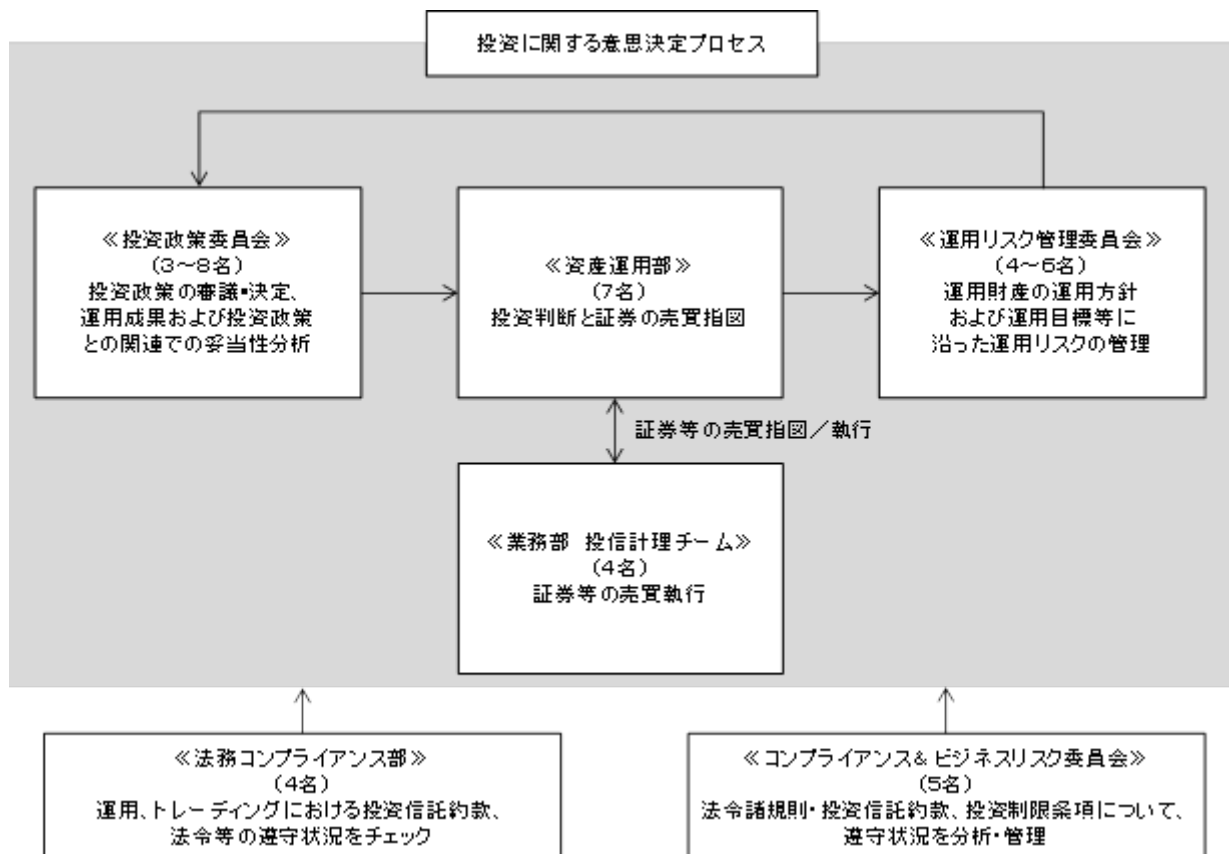 投資に関する意思決定プロセス
≪投資政策委員会≫
(3～8名)
投資政策の審議・決定、
運用成果および投資政策
との関連での妥当性分析
≪資産運用部≫
(7名)
投資判断と証券の売買指図
≪運用リスク管理委員会≫
(4～6名)
運用財産の運用方針
および運用目標等に
沿った運用リスクの管理
証券等の売買指図／執行
≪業務部　投信計理チーム≫
(4名)
証券等の売買執行
≪法務コンプライアンス部≫
(4名)
運用、トレーディングにおける投資信託約款、
法令等の遵守状況をチェック
≪コンプライアンス& ビジネスリスク委員会≫
(5名)
法令諸規則・投資信託約款、投資制限条項について、
遵守状況を分析・管理